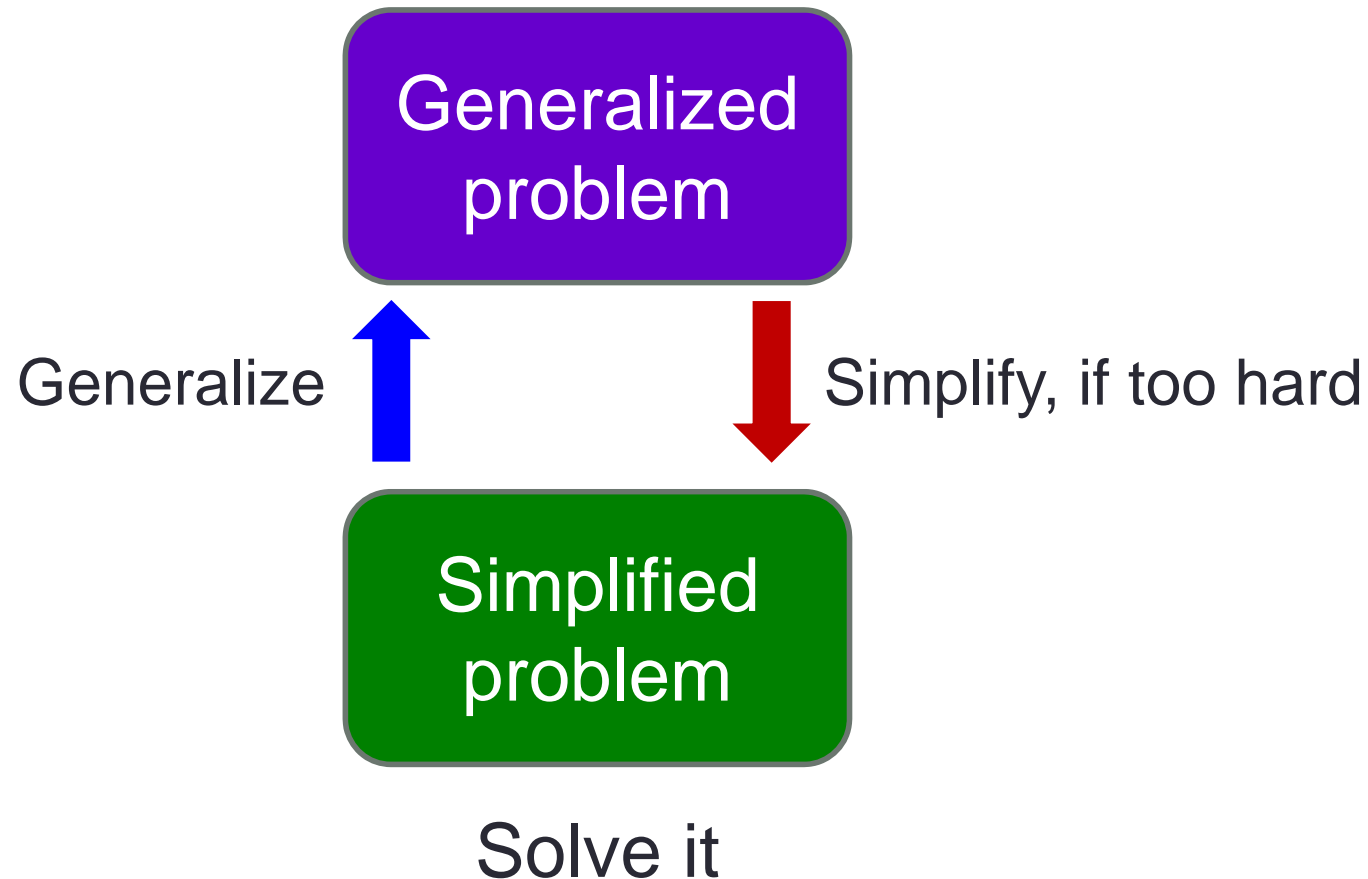 Generalized
problem
Generalize
Simplify, if too hard
Simplified
problem
Solve it